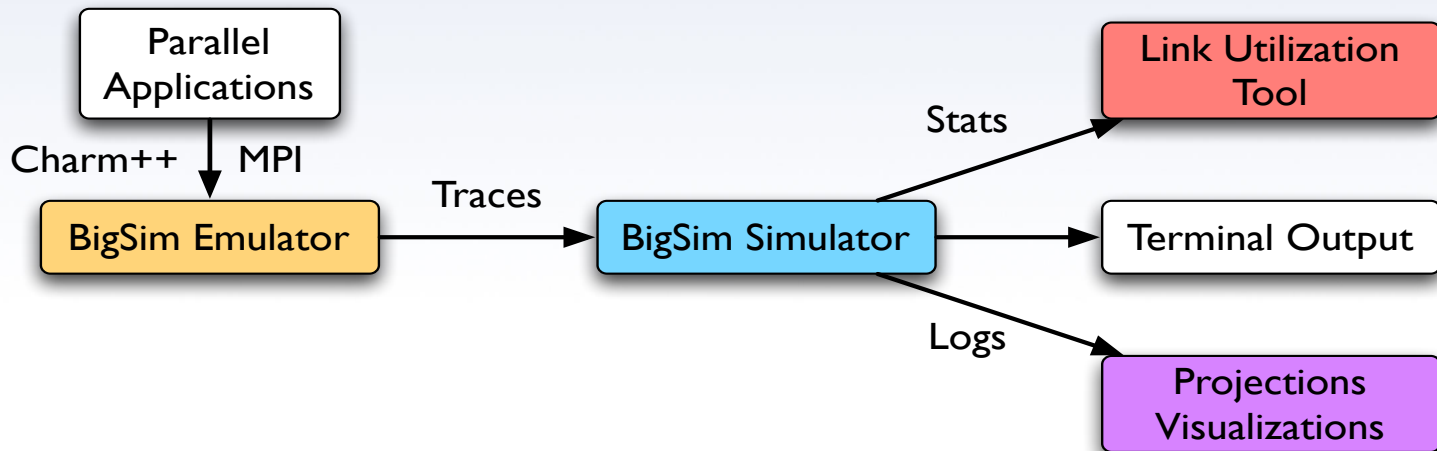 Parallel
Applications
Charm++ MPI
BigSim Emulator
Traces
BigSim Simulator
Stats
Link Utilization
Tool
Terminal Output
Logs
Projections
Visualizations